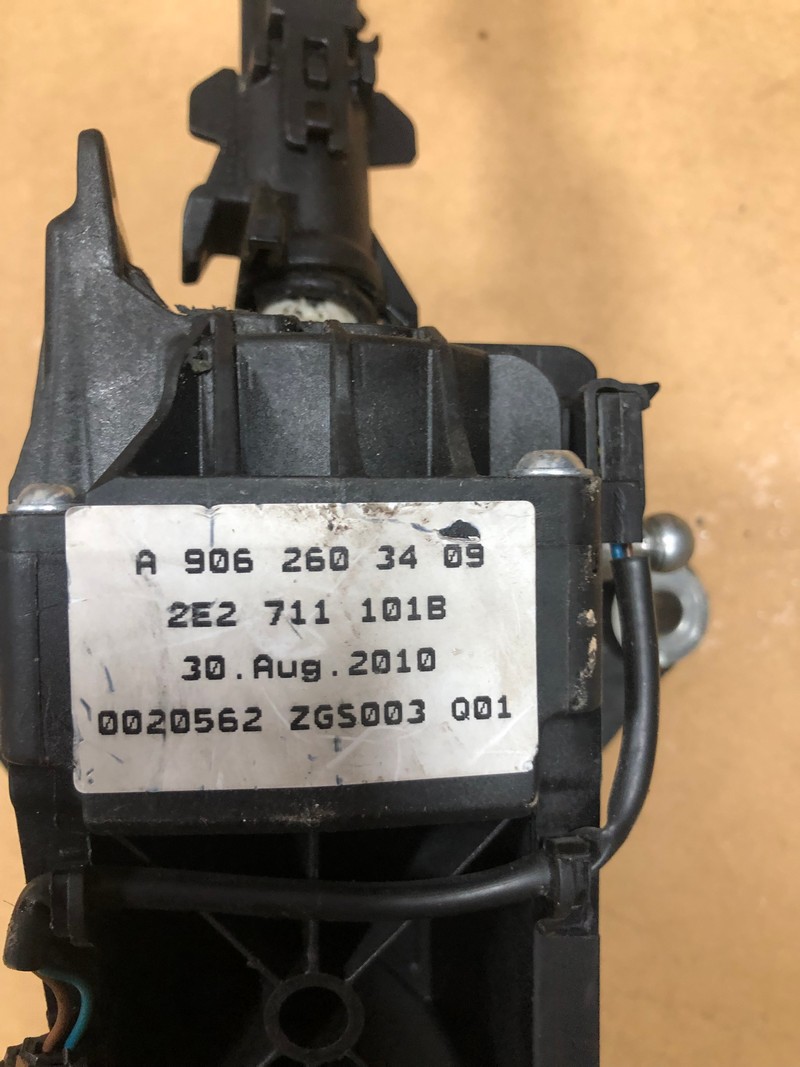 A 906 260 34 09
2E2 711 101B
30.Aug.2010
0020562 ZGS003 Q01